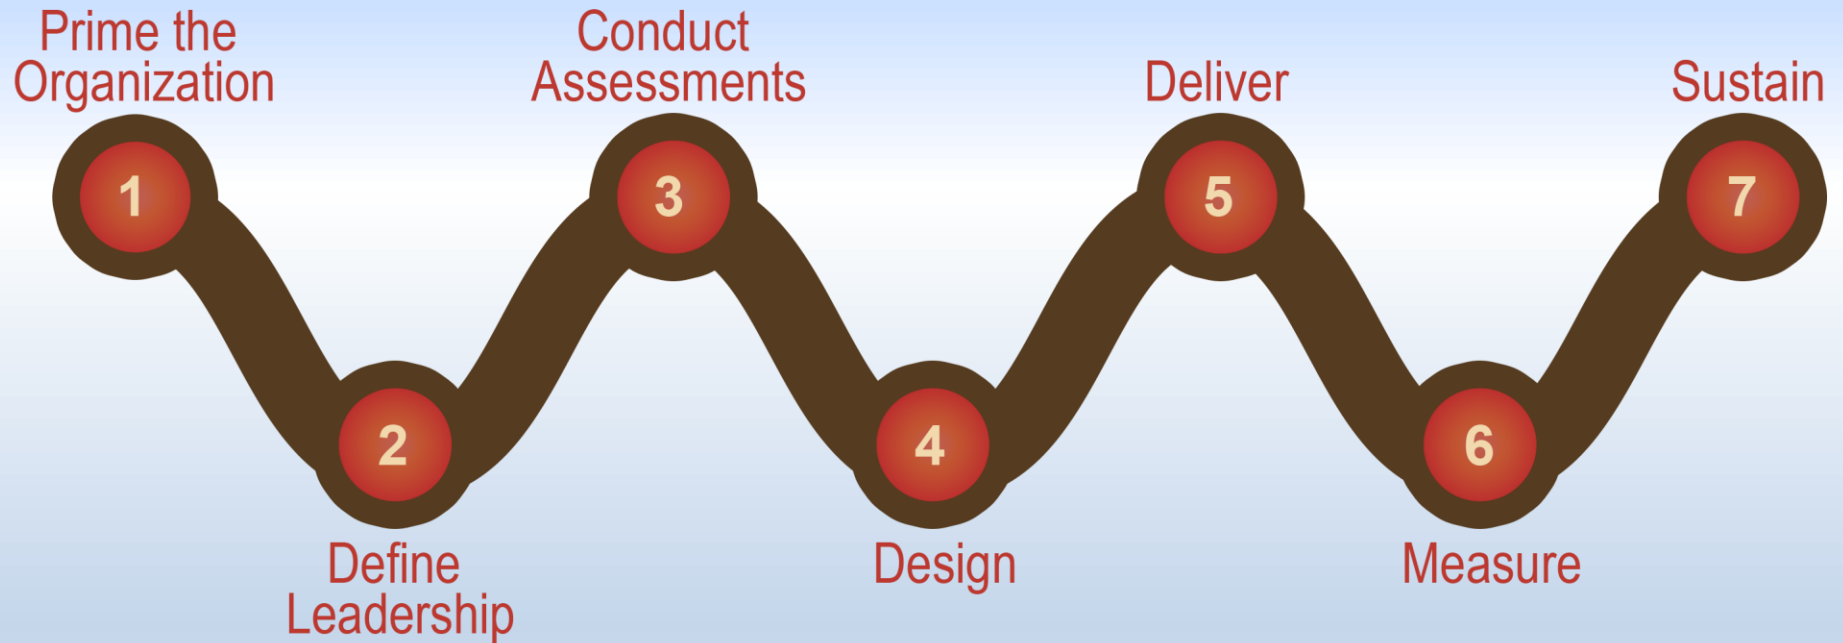 Prime the
Organization
1
2
Define
Leadership
Conduct
Assessments
3
4
Design
Deliver
5
6
Measure
Sustain
7